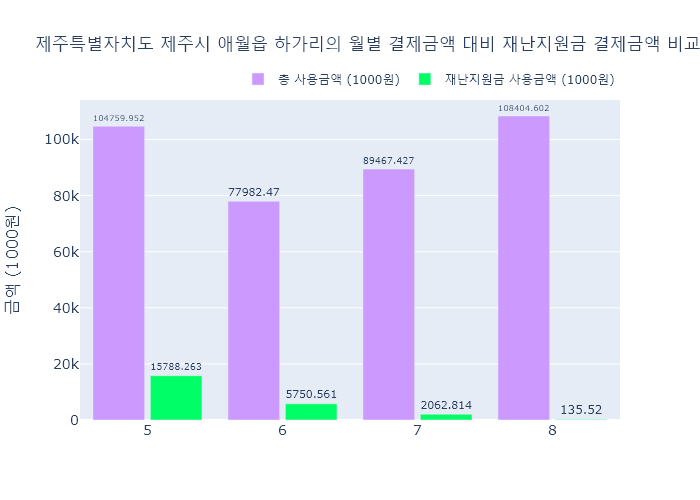 제주특별자치도 제주시 애월읍 하가리의 월별 결제금액 대비 재난지원금 결제금액 비교
총 사용금액 (1000원) 재난지원금 사용금액 (1000원)
금액 (1000원)
100k
80k
60k
40k
20k
0
104759.952
77982.47
89467.427
108404.602
15788.263
5750.561
2062.814
135.52
5 6 7 8